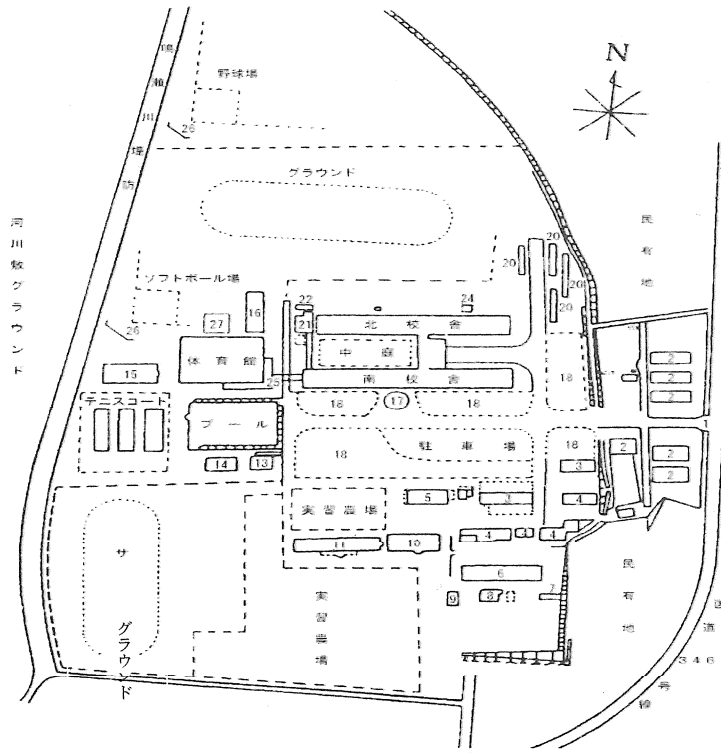 N
野球場
鳴瀬川堤防
26
グラウンド
河川敷グラウンド
民有地
ソフトボール場
26
27
16
22
21
24
20
20
20
20
北校舎
中庭
体育館
25
南校舎
15
テニスコート
プール
18
17
18
18
2
2
2
1
18
駐車場
18
2
3
2
2
14
13
5
3
4
実習農場
11
10
4
4
4
6
7
9
8
サ
グラウンド
実習農場
民有地
国道346号線